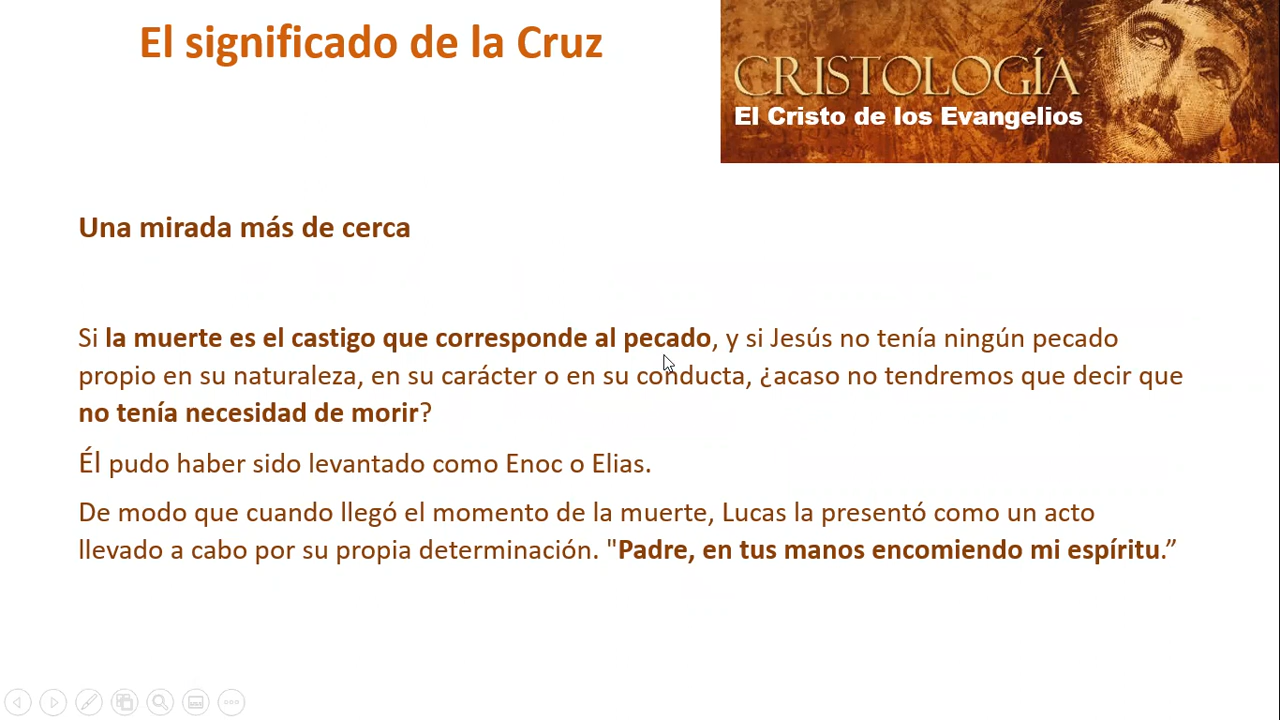 El significado de la Cruz
CRISTOLOGÍA
El Cristo de los Evangelios
Una mirada más de cerca
Si la muerte es el castigo que corresponde al pecado, y si Jesús no tenía ningún pecado
propio en su naturaleza, en su carácter o en su conducta, ¿acaso no tendremos que decir que
no tenía necesidad de morir?
Él pudo haber sido levantado como Enoc o Elias.
De modo que cuando llegó el momento de la muerte, Lucas la presentó como un acto
llevado a cabo por su propia determinación. "Padre, en tus manos encomiendo mi espíritu.”